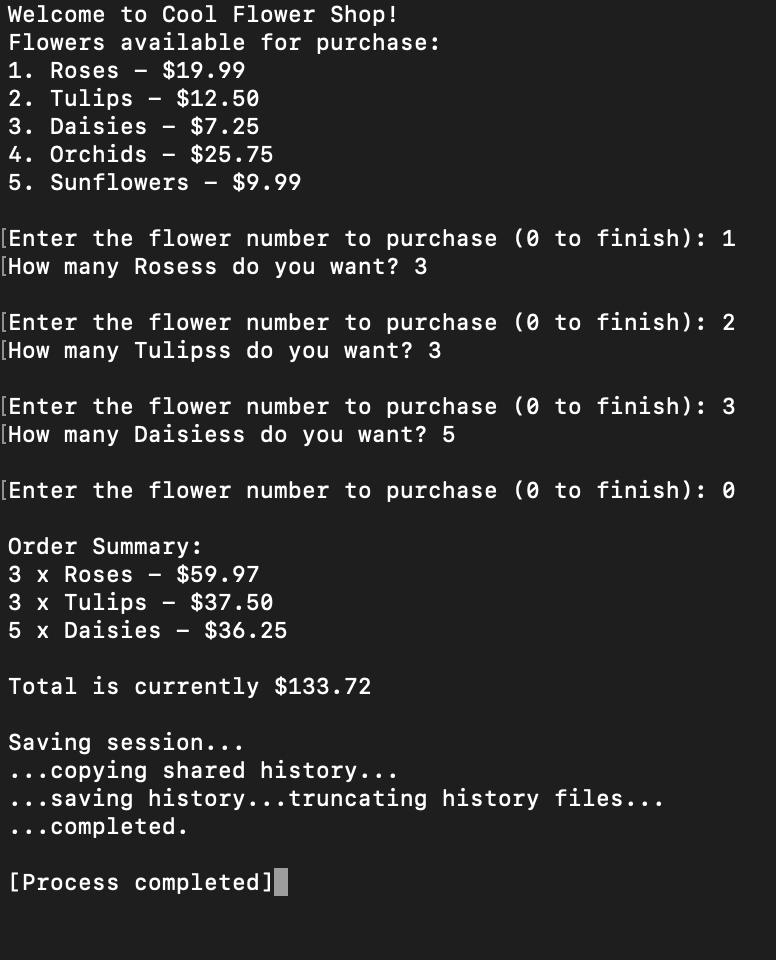 Welcome to Cool Flower Shop!
Flowers available for purchase:
1. Roses – $19.99
2. Tulips – $12.50
3. Daisies – $7.25
4. Orchids – $25.75
5. Sunflowers – $9.99
[Enter the flower number to purchase (0 to finish): 1
[How many Rosess do you want? 3
[Enter the flower number to purchase (0 to finish): 2
[How many Tulipss do you want? 3
[Enter the flower number to purchase (0 to finish): 3
[How many Daisiess do you want? 5
[Enter the flower number to purchase (0 to finish): 0
Order Summary:
3 x Roses – $59.97
3 x Tulips – $37.50
5 x Daisies – $36.25
Total is currently $133.72
Saving session...
...copying shared history...
...saving history...truncating history files...
...completed.
[Process completed]